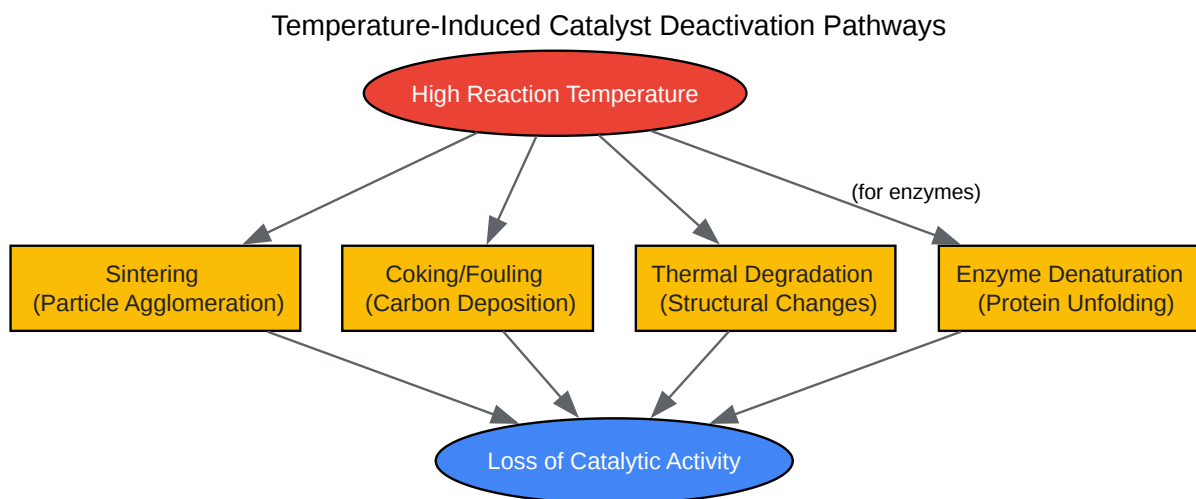 Temperature-Induced Catalyst Deactivation Pathways
High Reaction Temperature
(for enzymes)
Sintering
(Particle Agglomeration)
Coking/Fouling
(Carbon Deposition)
Thermal Degradation
(Structural Changes)
Enzyme Denaturation
(Protein Unfolding)
Loss of Catalytic Activity